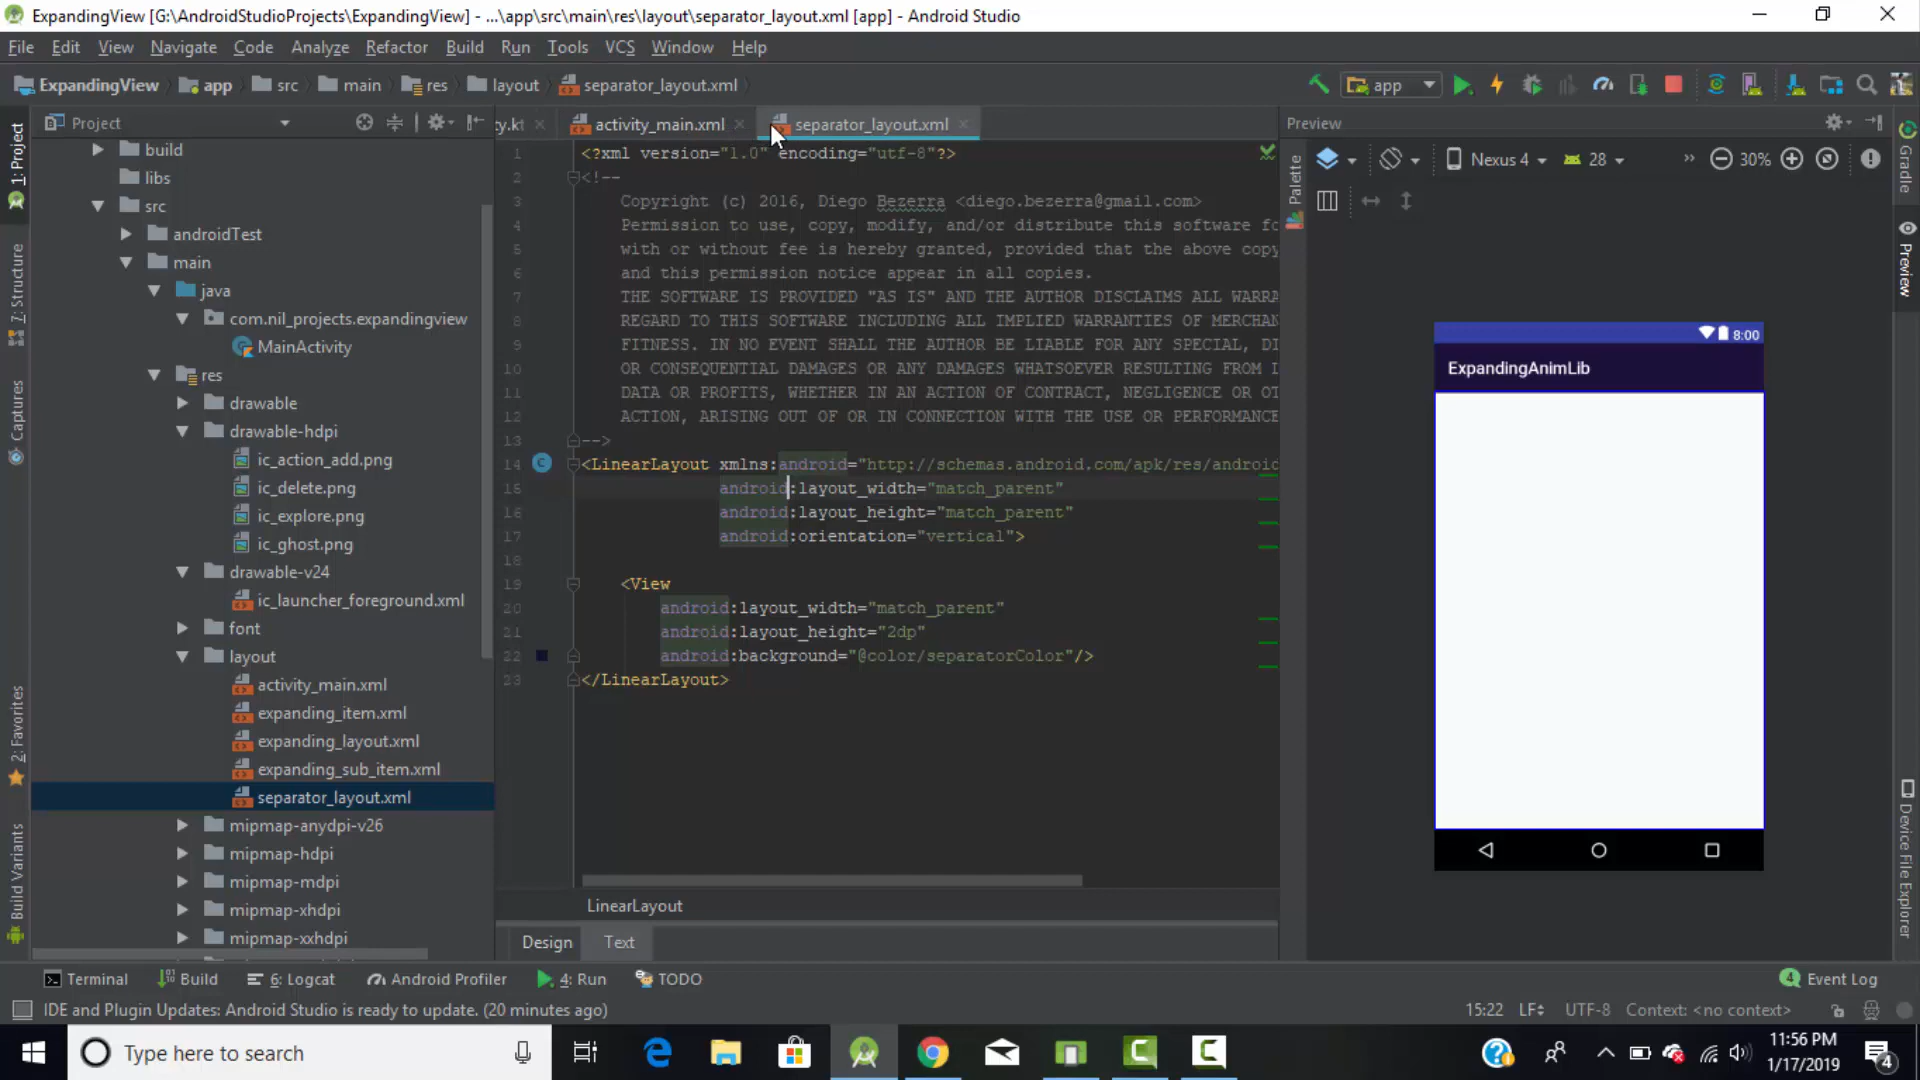 ExpandingView [G:\AndroidStudioProjects\ExpandingView] - ...\app\src\main\res\layout\separator_layout.xml [app] - Android Studio
File Edit View Navigate Code Analyze Refactor Build Run Tools VCS Window Help
ExpandingView app src main res layout separator_layout.xml
app
Project
ty.kt activity_main.xml separator_layout.xml
Preview
1: Project
7: Structure
Captures
2: Favorites
Build Variants
build
libs
src
androidTest
main
java
com.nil_projects.expandingview
MainActivity
res
drawable
drawable-hdpi
ic_action_add.png
ic_delete.png
ic_explore.png
ic_ghost.png
drawable-v24
ic_launcher_foreground.xml
font
layout
activity_main.xml
expanding_item.xml
expanding_layout.xml
expanding_sub_item.xml
separator_layout.xml
mipmap-anydpi-v26
mipmap-hdpi
mipmap-mdpi
mipmap-xhdpi
mipmap-xxhdpi
1 <?xml version="1.0" encoding="utf-8"?>
2 <!--
3 Copyright (c) 2016, Diego Bezerra <diego.bezerra@gmail.com>
4 Permission to use, copy, modify, and/or distribute this software fo
5 with or without fee is hereby granted, provided that the above copy
6 and this permission notice appear in all copies.
7 THE SOFTWARE IS PROVIDED "AS IS" AND THE AUTHOR DISCLAIMS ALL WARRA
8 REGARD TO THIS SOFTWARE INCLUDING ALL IMPLIED WARRANTIES OF MERCHAN
9 FITNESS. IN NO EVENT SHALL THE AUTHOR BE LIABLE FOR ANY SPECIAL, DI
10 OR CONSEQUENTIAL DAMAGES OR ANY DAMAGES WHATSOEVER RESULTING FROM L
11 DATA OR PROFITS, WHETHER IN AN ACTION OF CONTRACT, NEGLIGENCE OR OT
12 ACTION, ARISING OUT OF OR IN CONNECTION WITH THE USE OR PERFORMANCE
13 -->
14 <LinearLayout xmlns:android="http://schemas.android.com/apk/res/android
15 android:layout_width="match_parent"
16 android:layout_height="match_parent"
17 android:orientation="vertical">
18
19 <View
20 android:layout_width="match_parent"
21 android:layout_height="2dp"
22 android:background="@color/separatorColor"/>
23 </LinearLayout>
LinearLayout
Design Text
Palette
Nexus 4 28 » 30%
8:00
ExpandingAnimLib
Gradle
Preview
Device File Explorer
Terminal Build 6: Logcat Android Profiler 4: Run TODO
4 Event Log
IDE and Plugin Updates: Android Studio is ready to update. (20 minutes ago)
15:22 LF UTF-8 Context: <no context>
Type here to search
11:56 PM
1/17/2019
4